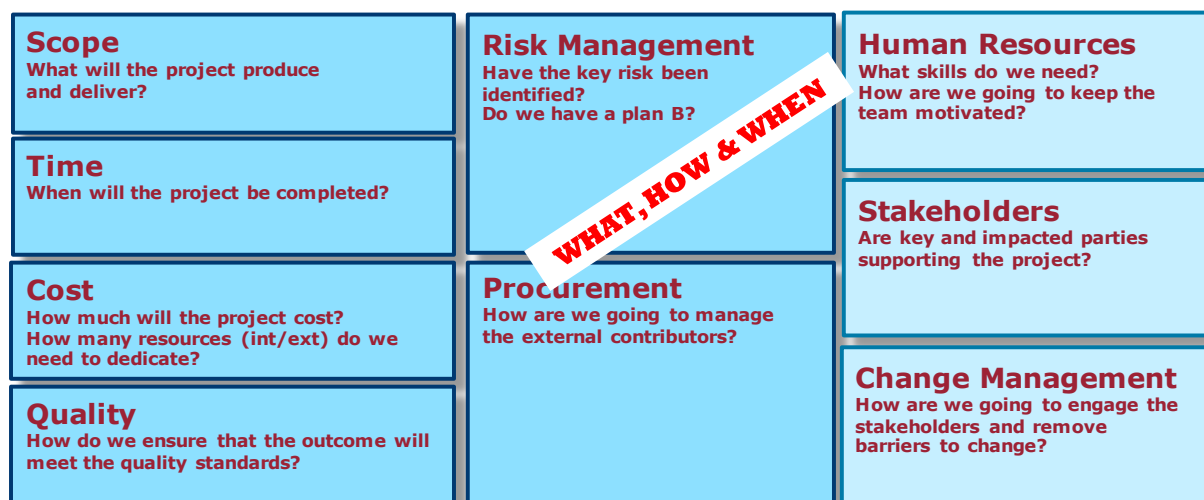 Scope
What will the project produce
and deliver?
Time
When will the project be completed?
Cost
How much will the project cost?
How many resources (int/ext) do we
need to dedicate?
Quality
How do we ensure that the outcome will
meet the quality standards?
Risk Management
Have the key risk been
identified?
Do we have a plan B?
WHAT, HOW & WHEN
Procurement
How are we going to manage
the external contributors?
Human Resources
What skills do we need?
How are we going to keep the
team motivated?
Stakeholders
Are key and impacted parties
supporting the project?
Change Management
How are we going to engage the
stakeholders and remove
barriers to change?